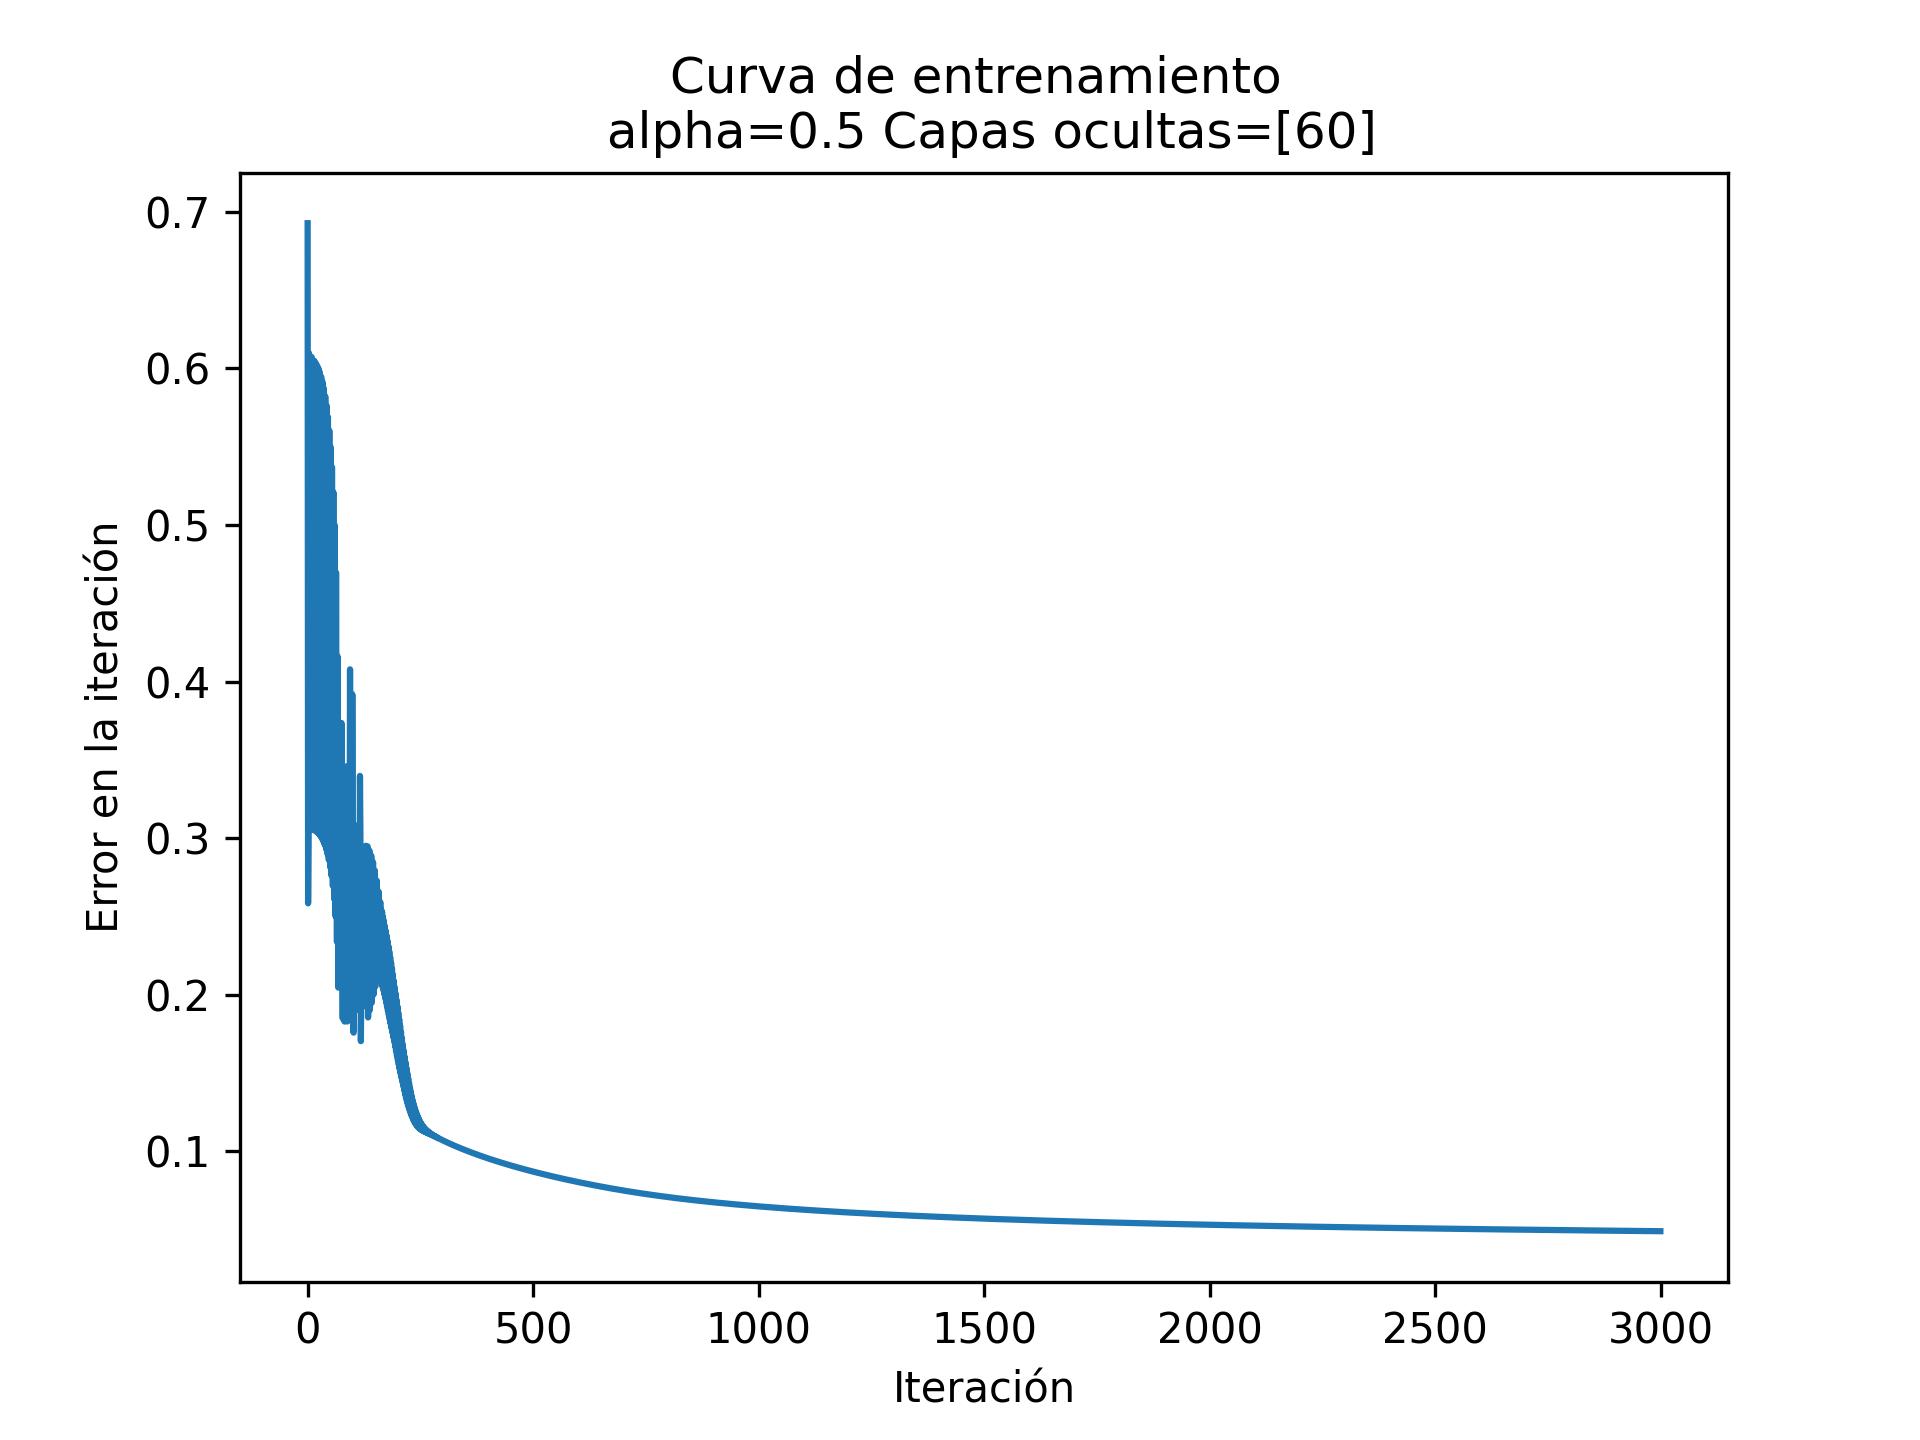 Curva de entrenamiento
alpha=0.5 Capas ocultas=[60]
0.7
0.6
0.5
0.4
0.3
0.2
0.1
Error en la iteración
0 500 1000 1500 2000 2500 3000
Iteración